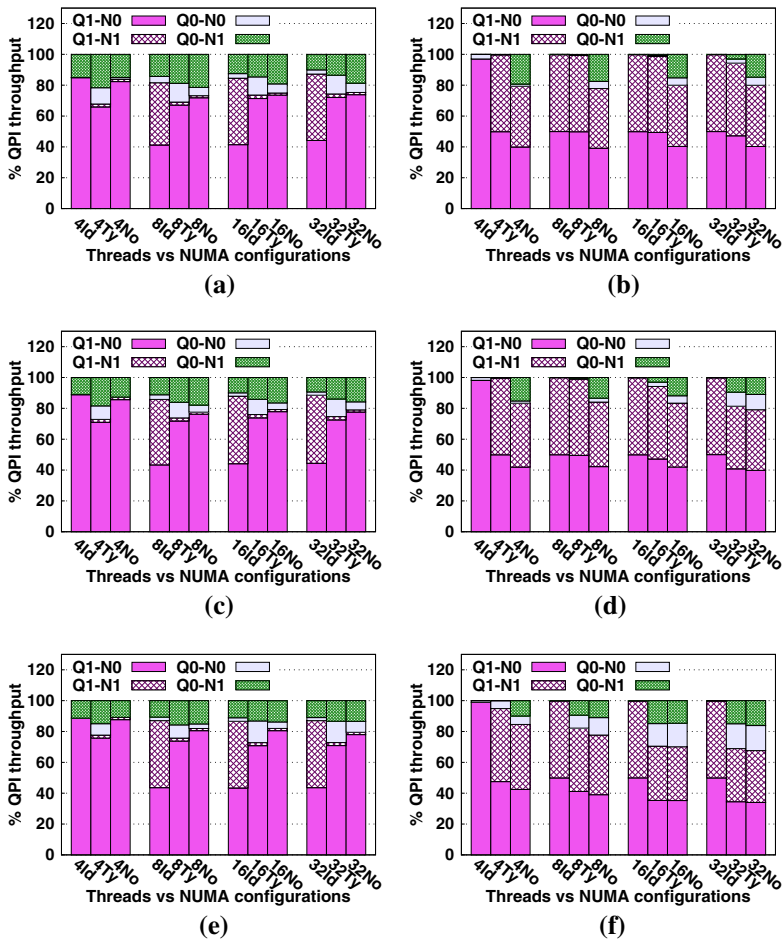 Q1-N0 Q0-N0
Q1-N1 Q0-N1
% QPI throughput
120
100
80
60
40
20
0
4Id 4Ty 4No 8Id 8Ty 8No 16Id 16Ty 16No 32Id 32Ty 32No
Threads vs NUMA configurations
(a)
Q1-N0 Q0-N0
Q1-N1 Q0-N1
% QPI throughput
120
100
80
60
40
20
0
4Id 4Ty 4No 8Id 8Ty 8No 16Id 16Ty 16No 32Id 32Ty 32No
Threads vs NUMA configurations
(b)
Q1-N0 Q0-N0
Q1-N1 Q0-N1
% QPI throughput
120
100
80
60
40
20
0
4Id 4Ty 4No 8Id 8Ty 8No 16Id 16Ty 16No 32Id 32Ty 32No
Threads vs NUMA configurations
(c)
Q1-N0 Q0-N0
Q1-N1 Q0-N1
% QPI throughput
120
100
80
60
40
20
0
4Id 4Ty 4No 8Id 8Ty 8No 16Id 16Ty 16No 32Id 32Ty 32No
Threads vs NUMA configurations
(d)
Q1-N0 Q0-N0
Q1-N1 Q0-N1
% QPI throughput
120
100
80
60
40
20
0
4Id 4Ty 4No 8Id 8Ty 8No 16Id 16Ty 16No 32Id 32Ty 32No
Threads vs NUMA configurations
(e)
Q1-N0 Q0-N0
Q1-N1 Q0-N1
% QPI throughput
120
100
80
60
40
20
0
4Id 4Ty 4No 8Id 8Ty 8No 16Id 16Ty 16No 32Id 32Ty 32No
Threads vs NUMA configurations
(f)